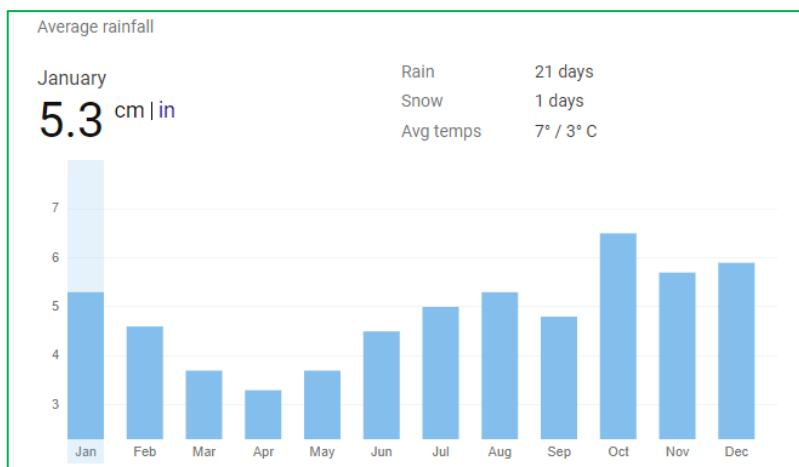 Average rainfall
January
5.3 cm | in
Rain 21 days
Snow 1 days
Avg temps 7° / 3° C
7
6
5
4
3
Jan Feb Mar Apr May Jun Jul Aug Sep Oct Nov Dec